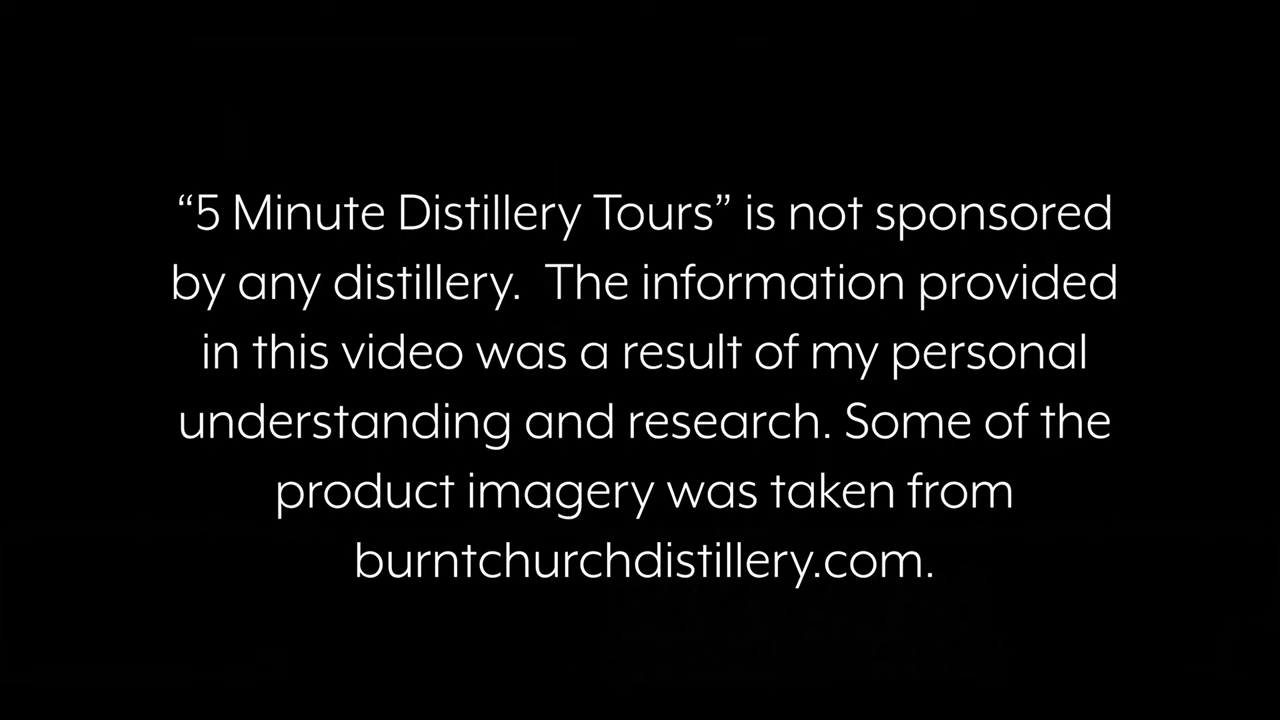 “5 Minute Distillery Tours” is not sponsored
by any distillery.  The information provided
in this video was a result of my personal
understanding and research. Some of the
product imagery was taken from
burntchurchdistillery.com.